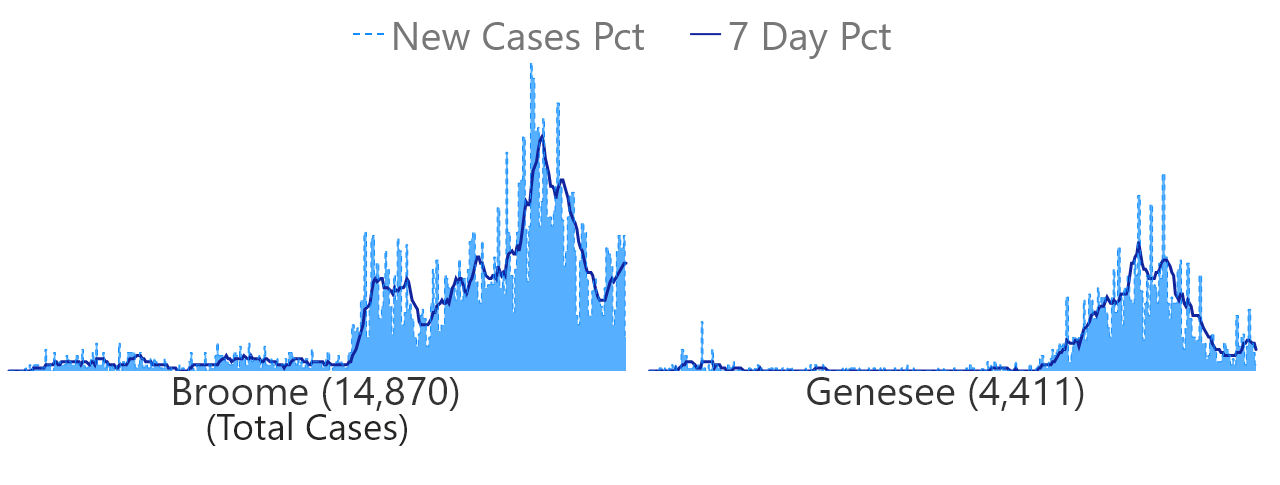 New Cases Pct 7 Day Pct
Broome (14,870) Genesee (4,411)
(Total Cases)